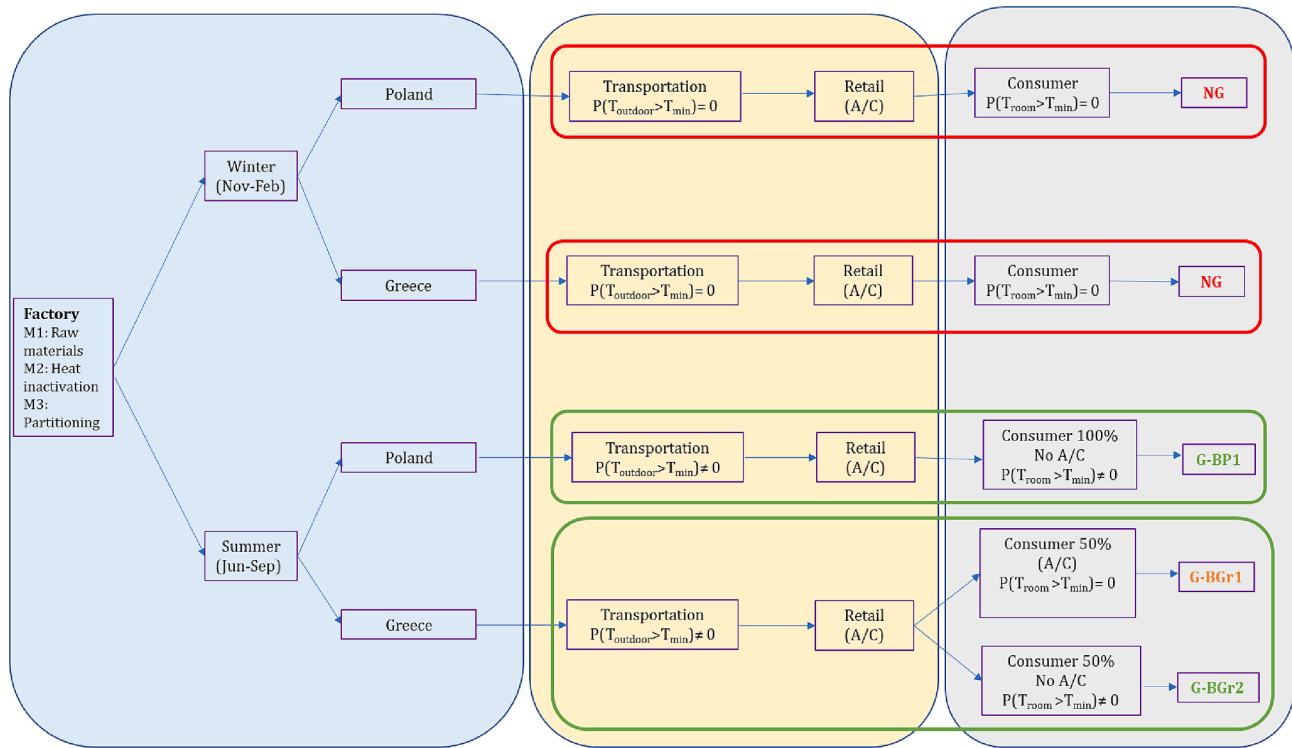 Factory
M1: Raw
materials
M2: Heat
inactivation
M3:
Partitioning
Winter
(Nov-Feb)
Summer
(Jun-Sep)
Poland
Transportation
P(Toutdoor>Tmin)= 0
Retail
(A/C)
Consumer
P(Troom>Tmin)= 0
NG
Greece
Transportation
P(Toutdoor>Tmin)= 0
Retail
(A/C)
Consumer
P(Troom>Tmin)= 0
NG
Poland
Transportation
P(Toutdoor>Tmin)≠ 0
Retail
(A/C)
Consumer 100%
No A/C
P(Troom >Tmin)≠ 0
G-BP1
Greece
Transportation
P(Toutdoor>Tmin)≠ 0
Retail
(A/C)
Consumer 50%
(A/C)
P(Troom >Tmin)= 0
G-BGr1
Consumer 50%
No A/C
P(Troom >Tmin)≠ 0
G-BGr2